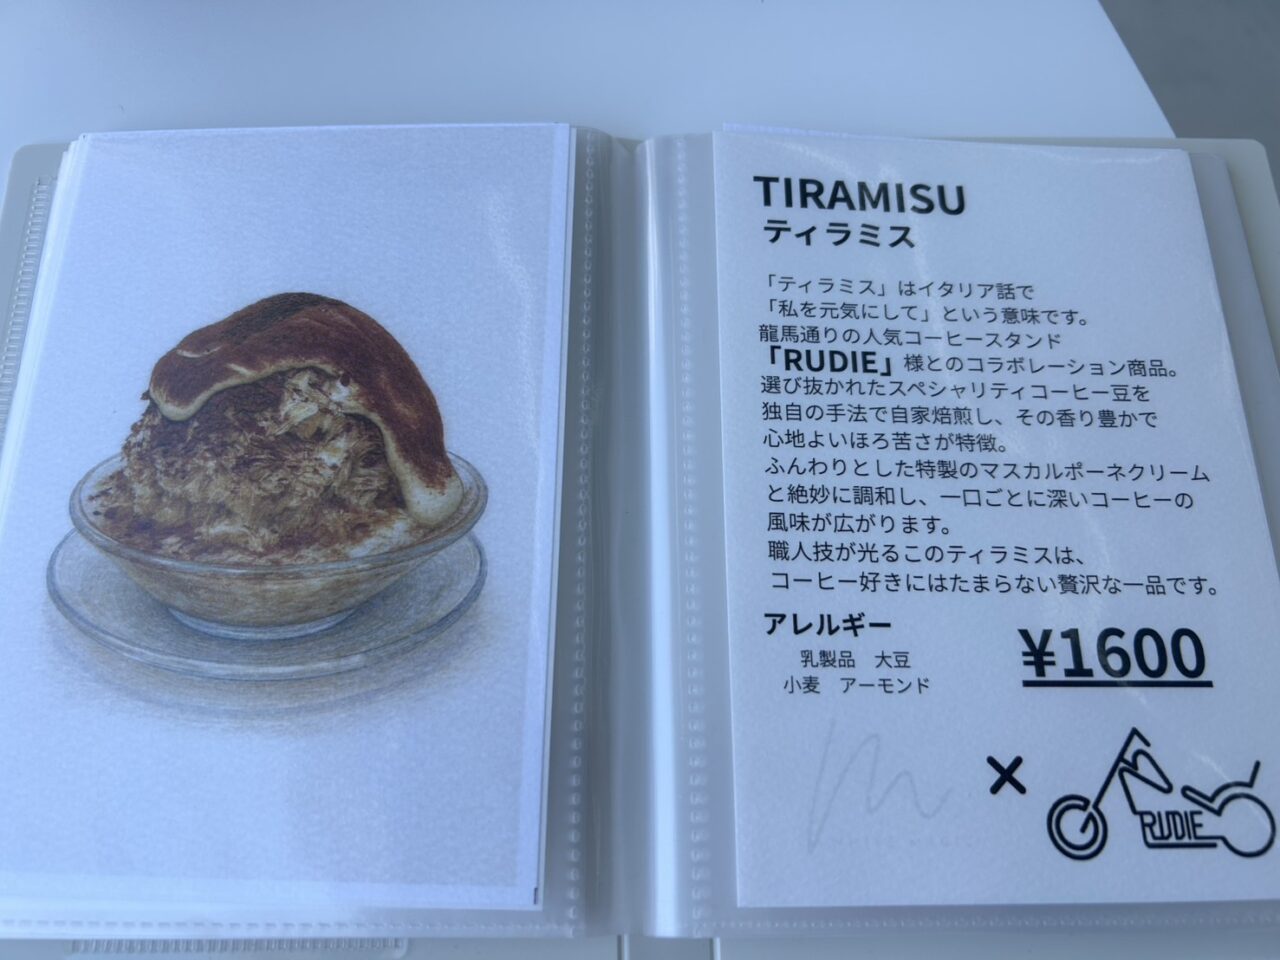 TIRAMISU
ティラミス
「ティラミス」はイタリア話で
「私を元気にして」という意味です。
龍馬通りの人気コーヒースタンド
「RUDIE」様とのコラボレーション商品。
選び抜かれたスペシャリティコーヒー豆を
独自の手法で自家焙煎し、その香り豊かで
心地よいほろ苦さが特徴。
ふんわりとした特製のマスカルポーネクリーム
と絶妙に調和し、一口ごとに深いコーヒーの
風味が広がります。
職人技が光るこのティラミスは、
コーヒー好きにはたまらない贅沢な一品です。
アレルギー
乳製品 大豆
小麦 アーモンド
¥1600
×
RUDIE